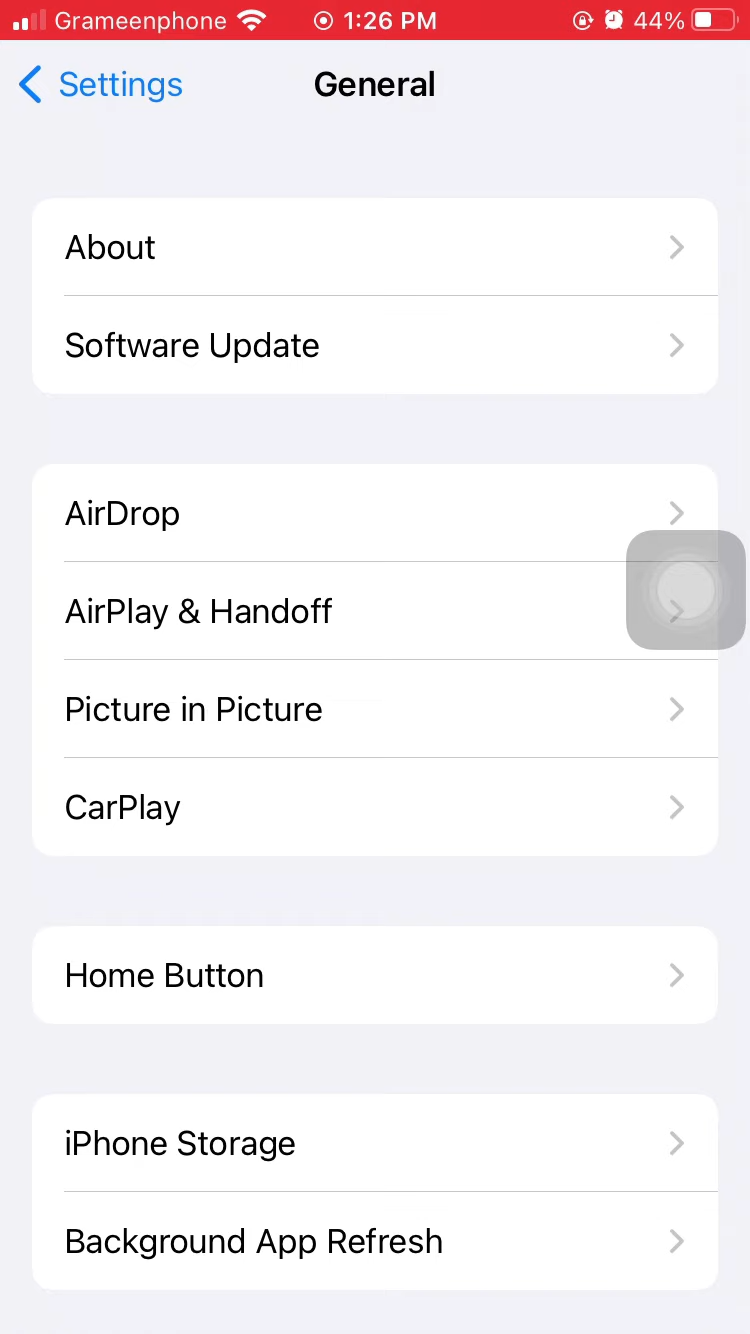 Grameenphone 1:26 PM 44%
Settings General
About
Software Update
AirDrop
AirPlay & Handoff
Picture in Picture
CarPlay
Home Button
iPhone Storage
Background App Refresh